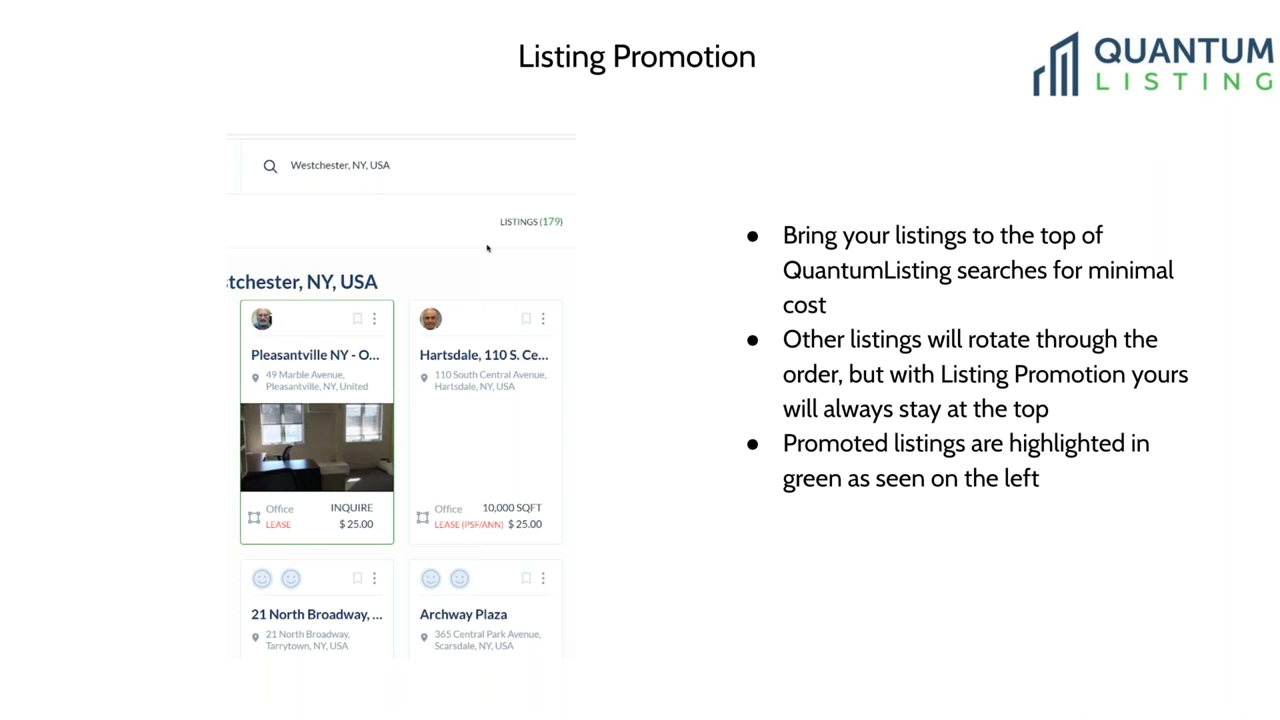 Listing Promotion
QUANTUM
LISTING
Westchester, NY, USA
LISTINGS (179)
stchester, NY, USA
Pleasantville NY - O...
49 Marble Avenue,
Pleasantville, NY, United
Office
INQUIRE
LEASE
$ 25.00
Hartsdale, 110 S. Ce...
110 South Central Avenue,
Hartsdale, NY, USA
Office
10,000 SQFT
LEASE (PSF/ANN)
$ 25.00
21 North Broadway, ...
21 North Broadway,
Tarrytown, NY, USA
Archway Plaza
365 Central Park Avenue,
Scarsdale, NY, USA
● Bring your listings to the top of
QuantumListing searches for minimal
cost
● Other listings will rotate through the
order, but with Listing Promotion yours
will always stay at the top
● Promoted listings are highlighted in
green as seen on the left